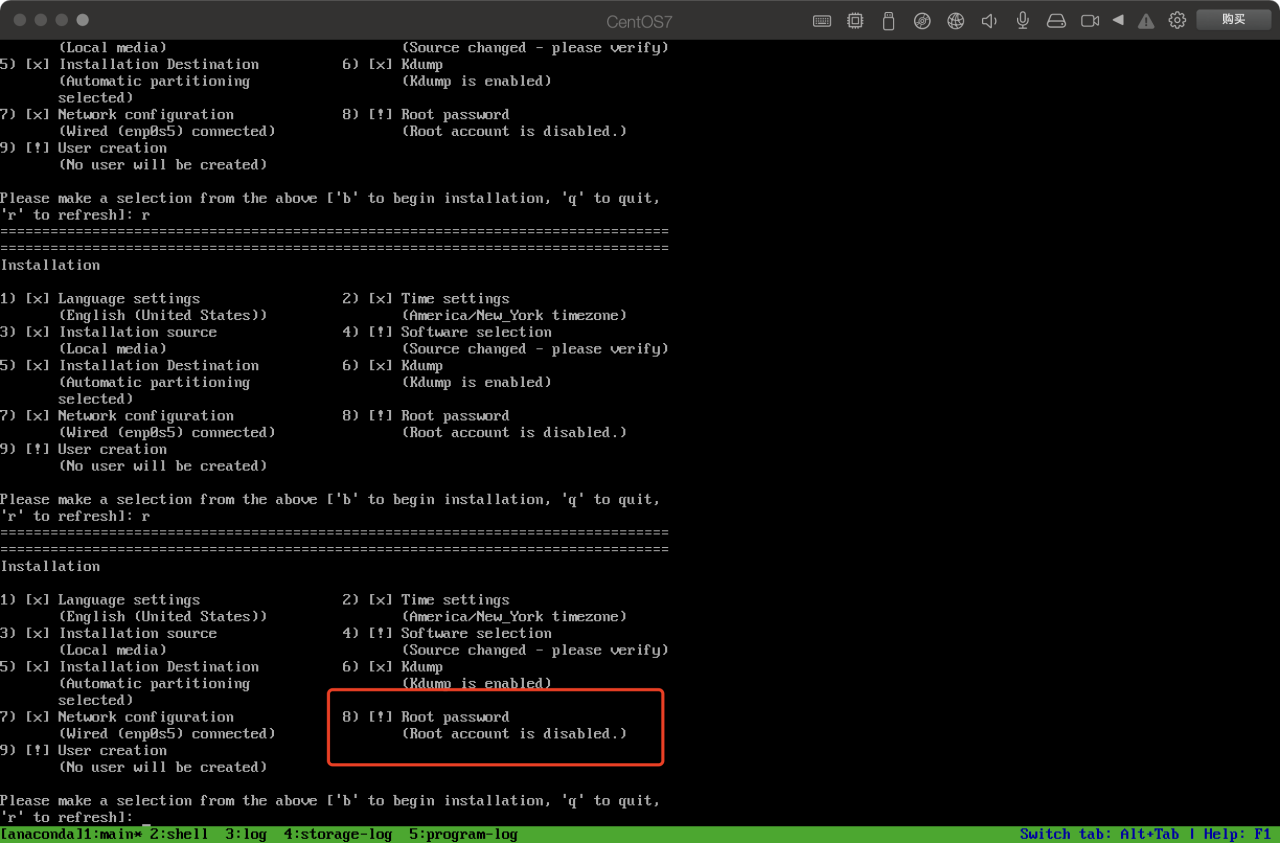 CentOS7
购买
(Local media)                            (Source changed - please verify)
5) [x] Installation Destination          6) [x] Kdump
(Automatic partitioning                  (Kdump is enabled)
selected)
7) [x] Network configuration             8) [!] Root password
(Wired (enp0s5) connected)               (Root account is disabled.)
9) [!] User creation
(No user will be created)
Please make a selection from the above ['b' to begin installation, 'q' to quit,
'r' to refresh]: r
================================================================================
================================================================================
Installation
1) [x] Language settings                 2) [x] Time settings
(English (United States))                (America/New_York timezone)
3) [x] Installation source               4) [!] Software selection
(Local media)                            (Source changed - please verify)
5) [x] Installation Destination          6) [x] Kdump
(Automatic partitioning                  (Kdump is enabled)
selected)
7) [x] Network configuration             8) [!] Root password
(Wired (enp0s5) connected)               (Root account is disabled.)
9) [!] User creation
(No user will be created)
Please make a selection from the above ['b' to begin installation, 'q' to quit,
'r' to refresh]: r
================================================================================
================================================================================
Installation
1) [x] Language settings                 2) [x] Time settings
(English (United States))                (America/New_York timezone)
3) [x] Installation source               4) [!] Software selection
(Local media)                            (Source changed - please verify)
5) [x] Installation Destination          6) [x] Kdump
(Automatic partitioning                  (Kdump is enabled)
selected)
7) [x] Network configuration             8) [!] Root password
(Wired (enp0s5) connected)               (Root account is disabled.)
9) [!] User creation
(No user will be created)
Please make a selection from the above ['b' to begin installation, 'q' to quit,
'r' to refresh]: _
[anaconda]1:main* 2:shell  3:log  4:storage-log  5:program-log          Switch tab: Alt+Tab | Help: F1